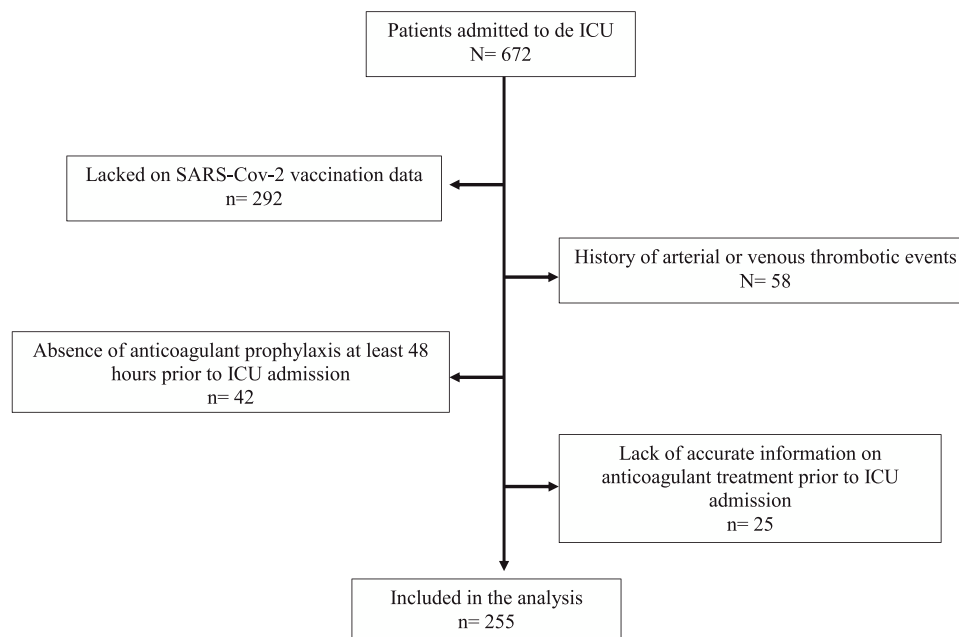 Patients admitted to de ICU
N= 672
Lacked on SARS-Cov-2 vaccination data
n= 292
History of arterial or venous thrombotic events
N= 58
Absence of anticoagulant prophylaxis at least 48
hours prior to ICU admission
n= 42
Lack of accurate information on
anticoagulant treatment prior to ICU
admission
n= 25
Included in the analysis
n= 255